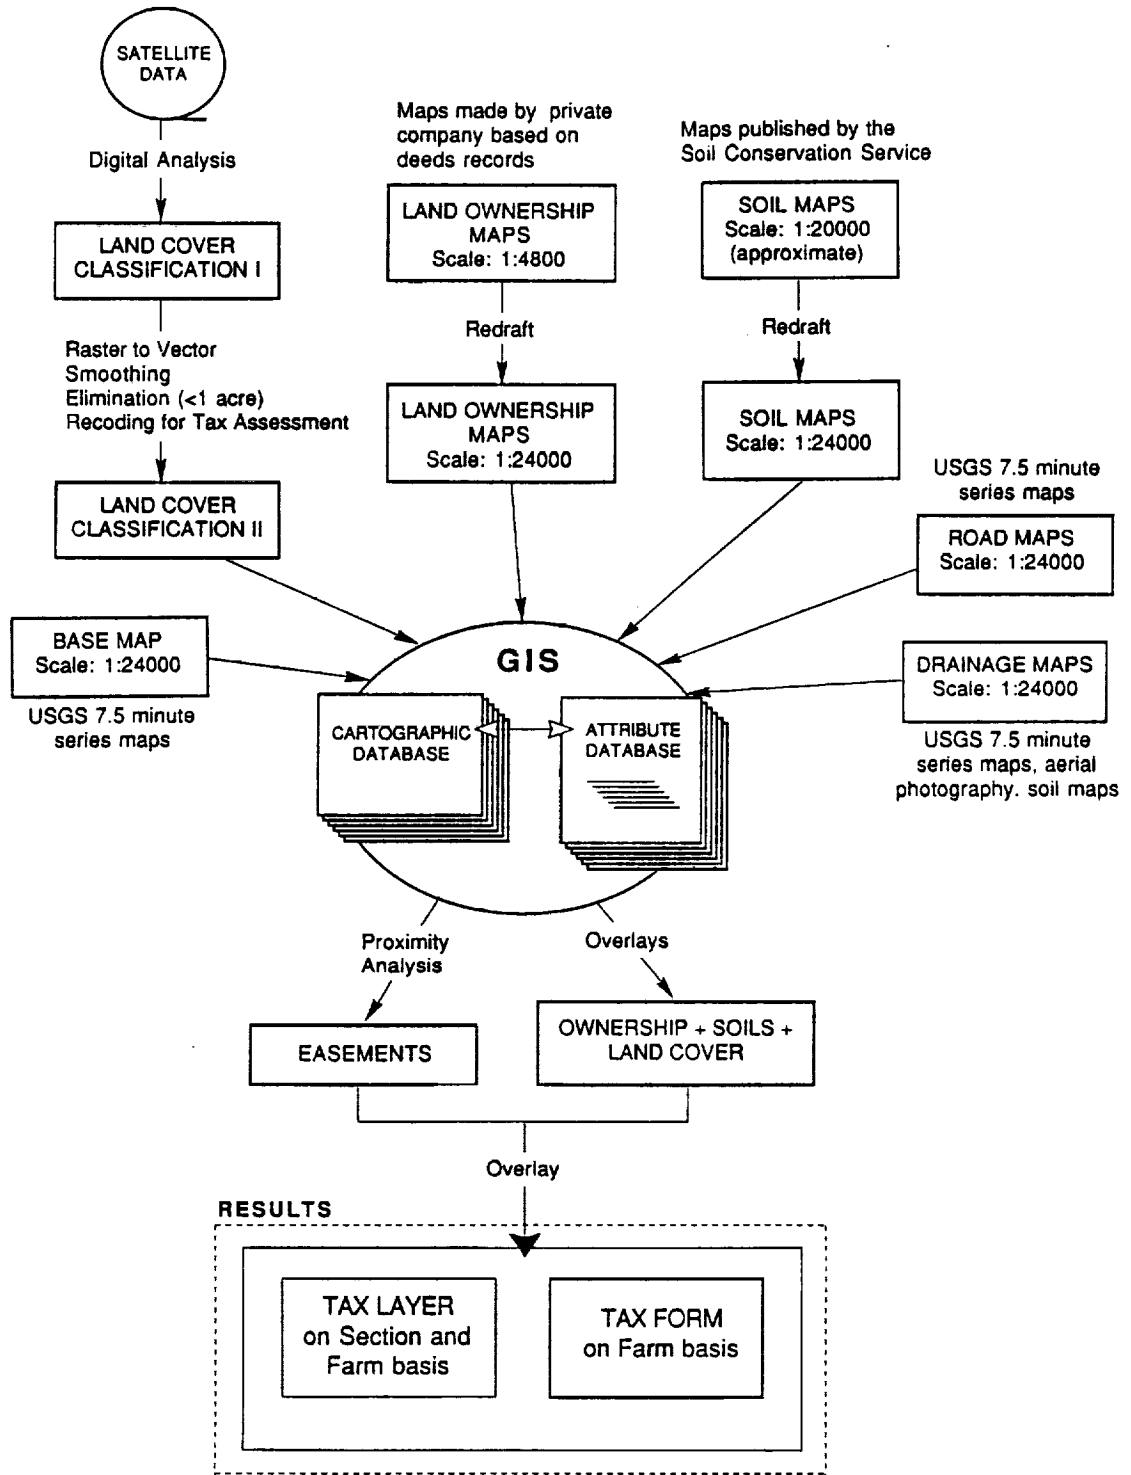 SATELLITE
DATA
Digital Analysis
LAND COVER
CLASSIFICATION I
Raster to Vector
Smoothing
Elimination (<1 acre)
Recoding for Tax Assessment
LAND COVER
CLASSIFICATION II
Maps made by private
company based on
deeds records
LAND OWNERSHIP
MAPS
Scale: 1:4800
Redraft
LAND OWNERSHIP
MAPS
Scale: 1:24000
Maps published by the
Soil Conservation Service
SOIL MAPS
Scale: 1:20000
(approximate)
Redraft
SOIL MAPS
Scale: 1:24000
USGS 7.5 minute
series maps
ROAD MAPS
Scale: 1:24000
BASE MAP
Scale: 1:24000
USGS 7.5 minute
series maps
DRAINAGE MAPS
Scale: 1:24000
USGS 7.5 minute
series maps, aerial
photography. soil maps
GIS
CARTOGRAPHIC
DATABASE
ATTRIBUTE
DATABASE
Proximity
Analysis
Overlays
EASEMENTS
OWNERSHIP + SOILS +
LAND COVER
Overlay
RESULTS
TAX LAYER
on Section and
Farm basis
TAX FORM
on Farm basis